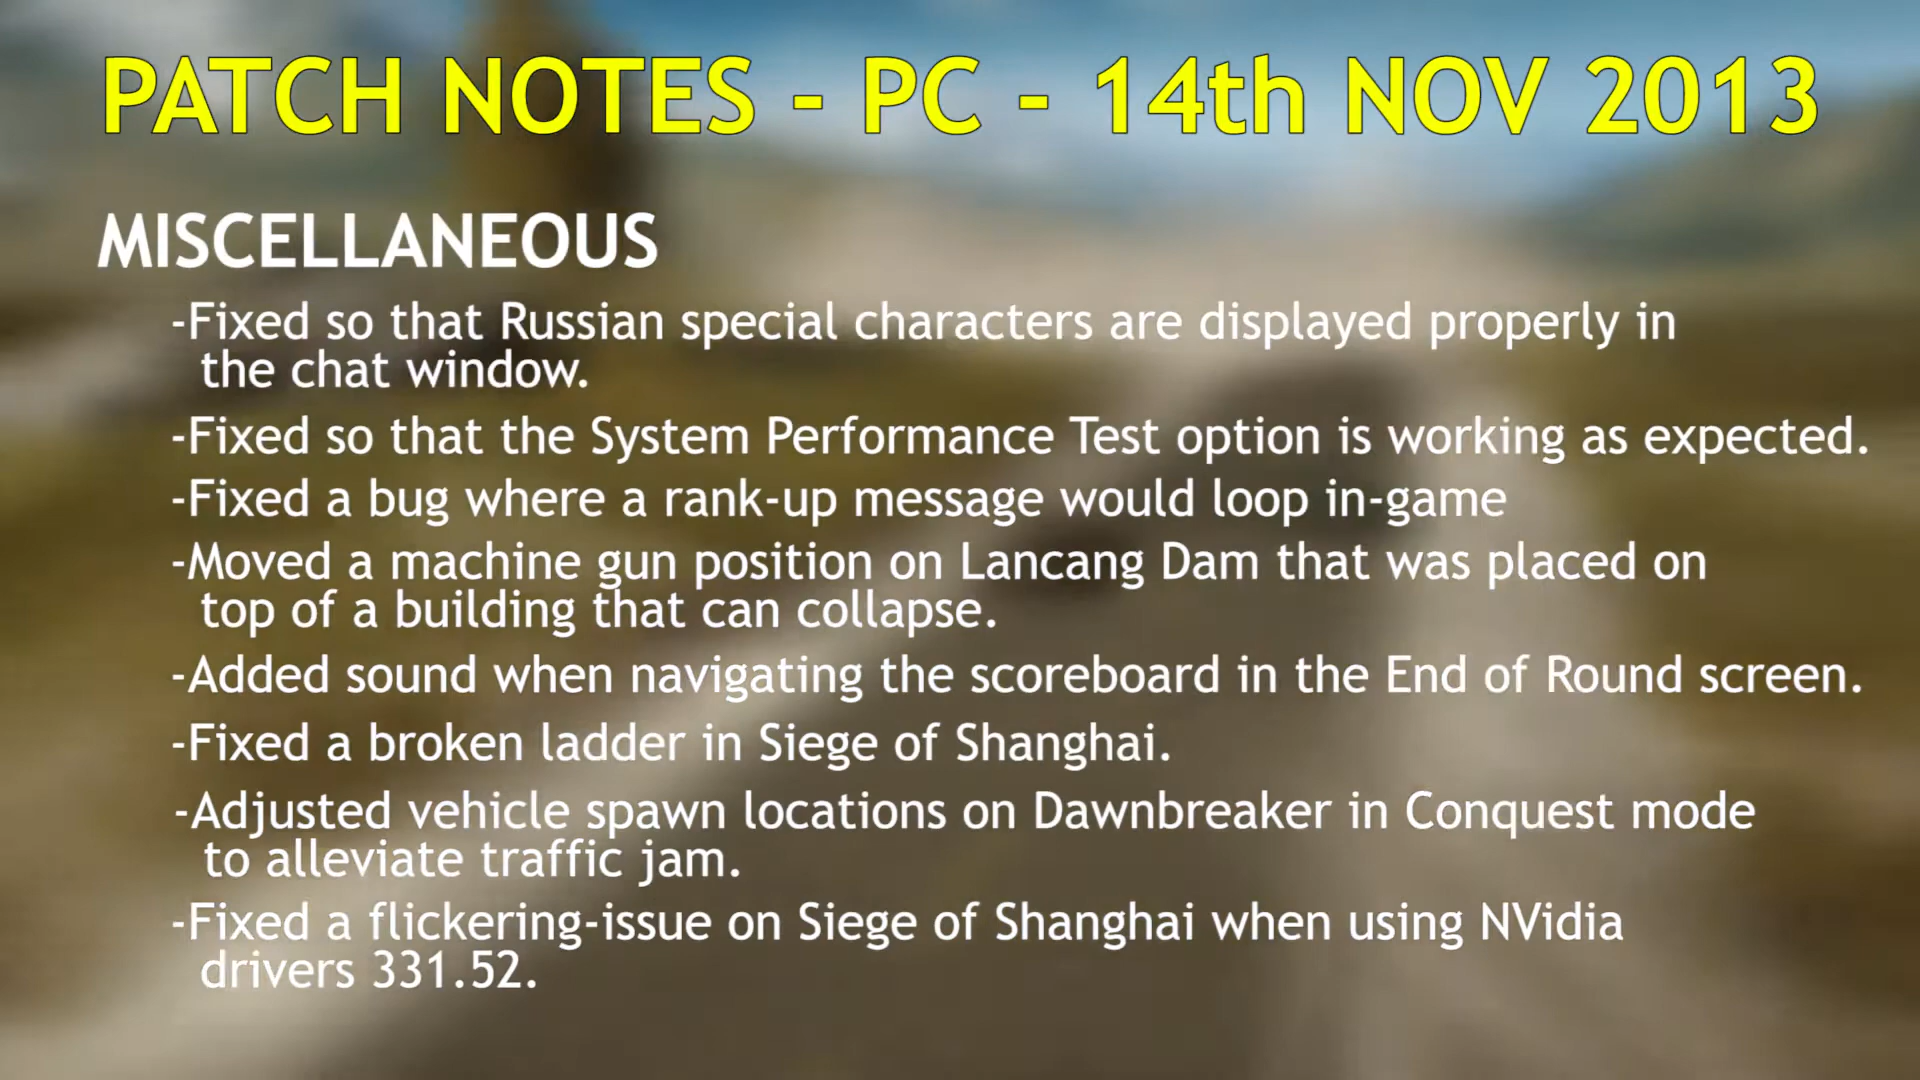 PATCH NOTES - PC - 14th NOV 2013
MISCELLANEOUS
-Fixed so that Russian special characters are displayed properly in
the chat window.
-Fixed so that the System Performance Test option is working as expected.
-Fixed a bug where a rank-up message would loop in-game
-Moved a machine gun position on Lancang Dam that was placed on
top of a building that can collapse.
-Added sound when navigating the scoreboard in the End of Round screen.
-Fixed a broken ladder in Siege of Shanghai.
-Adjusted vehicle spawn locations on Dawnbreaker in Conquest mode
to alleviate traffic jam.
-Fixed a flickering-issue on Siege of Shanghai when using NVidia
drivers 331.52.